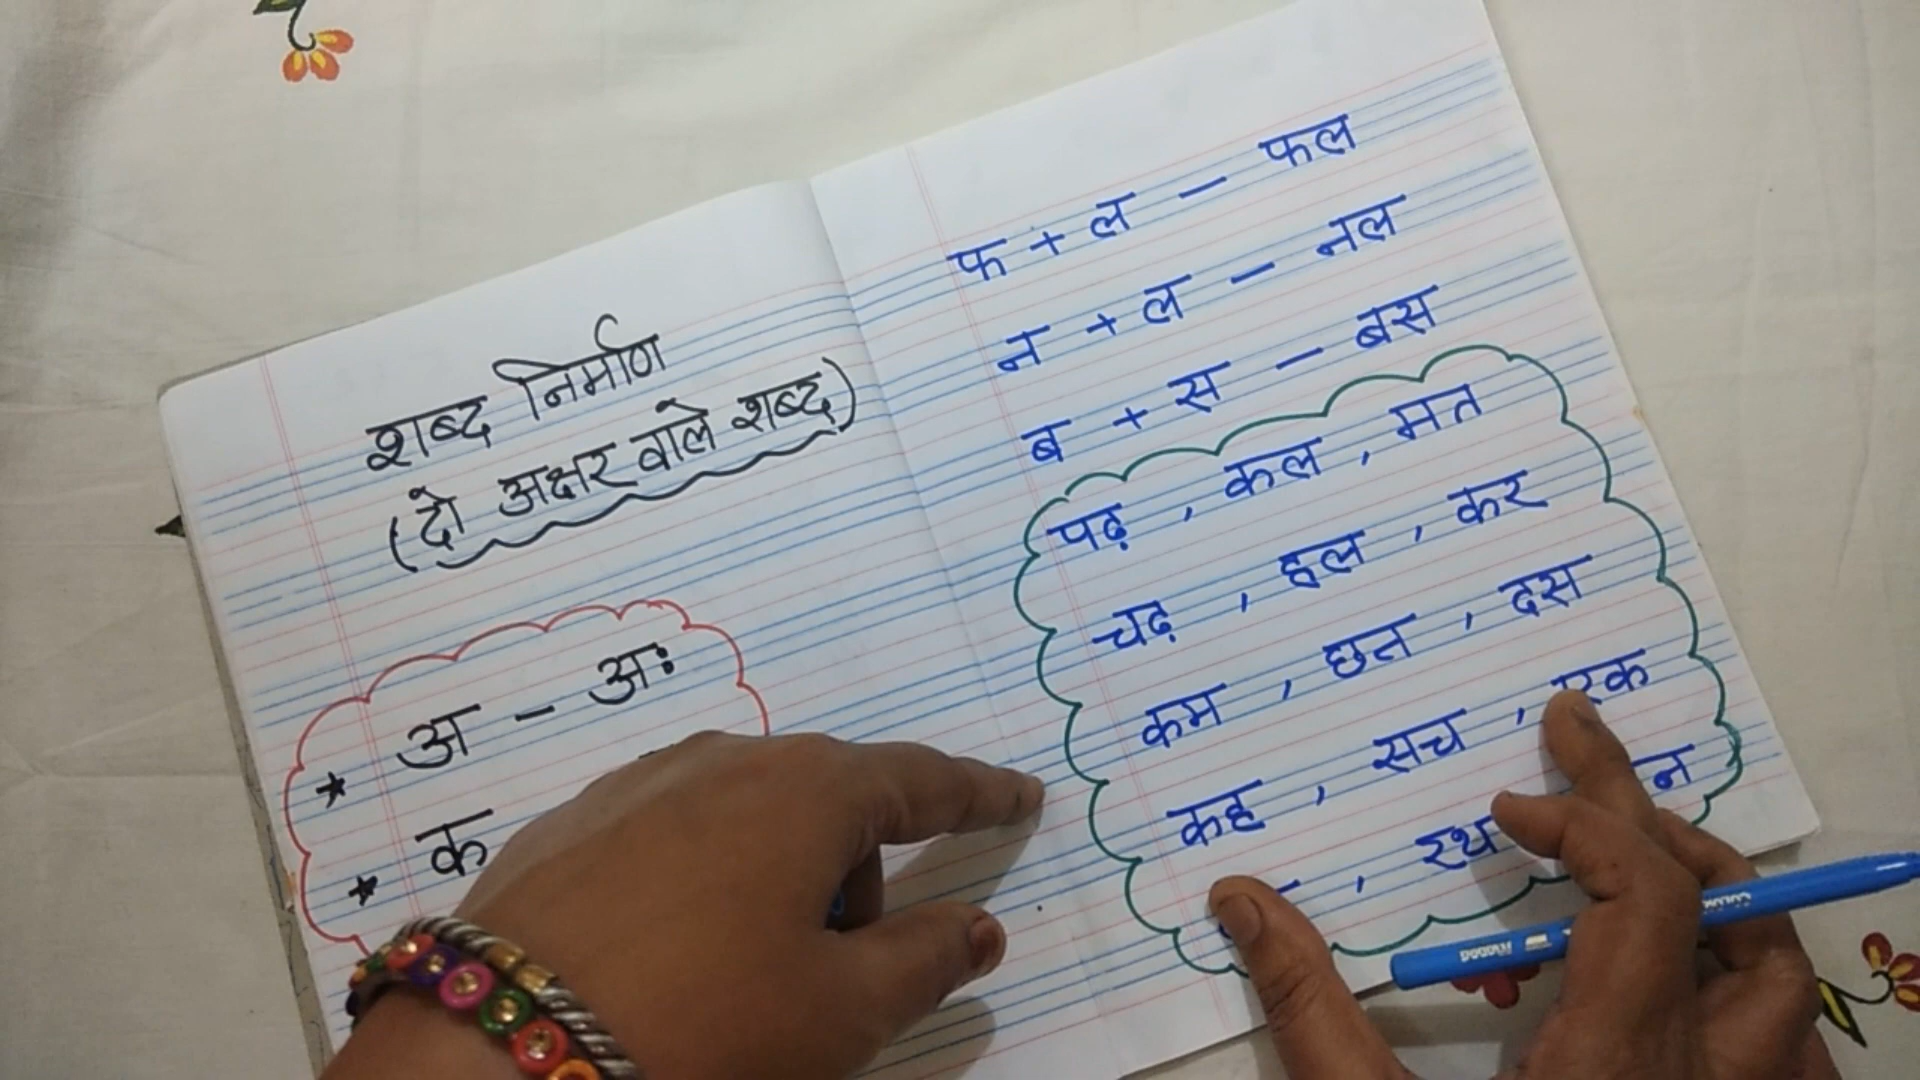 शब्द निर्माण
(दो अक्षर वाले शब्द)
★ अ - अः
★ क
फ + ल - फल
न + ल - नल
ब + स - बस
पढ़ , कल , मत
चढ़ , हल , कर
कम , छत , दस
कह , सच , एक
, रथ न